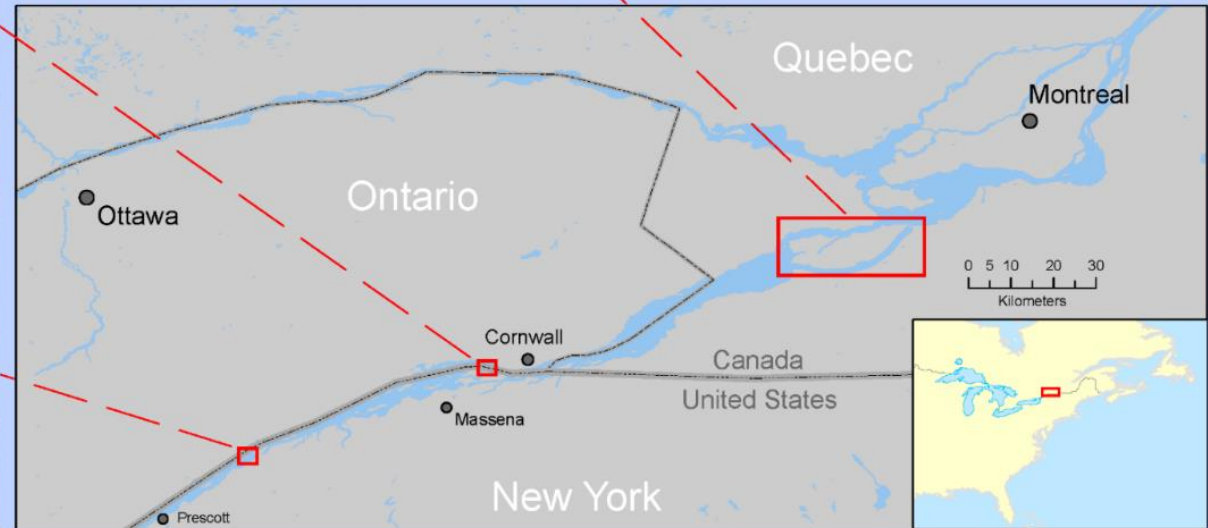 Quebec
Montreal
Ontario
Ottawa
0 5 10 20 30
Kilometers
Cornwall
Canada
United States
Massena
New York
Prescott